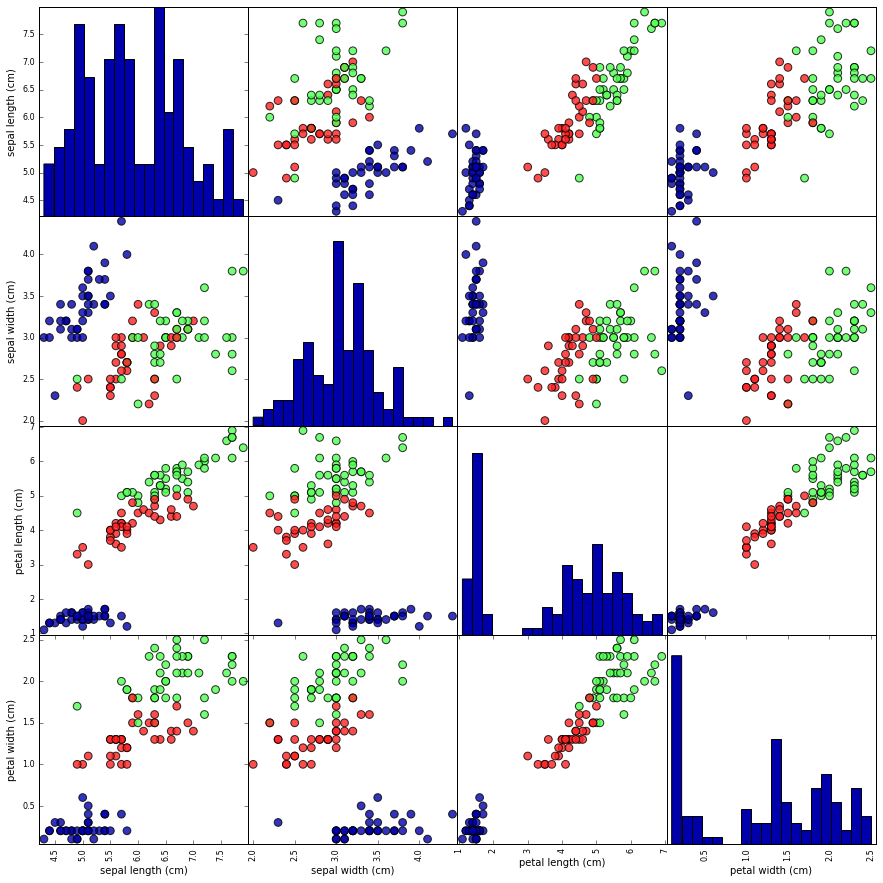 sepal length (cm)
7.5
7.0
6.5
6.0
5.5
5.0
4.5
sepal width (cm)
4.0
3.5
3.0
2.5
2.0
petal length (cm)
7
6
5
4
3
2
1
petal width (cm)
2.5
2.0
1.5
1.0
0.5
4.5 5.0 5.5 6.0 6.5 7.0 7.5
2.0 2.5 3.0 3.5 4.0
1 2 3 4 5 6 7
0.5 1.0 1.5 2.0 2.5
sepal length (cm)
sepal width (cm)
petal length (cm)
petal width (cm)